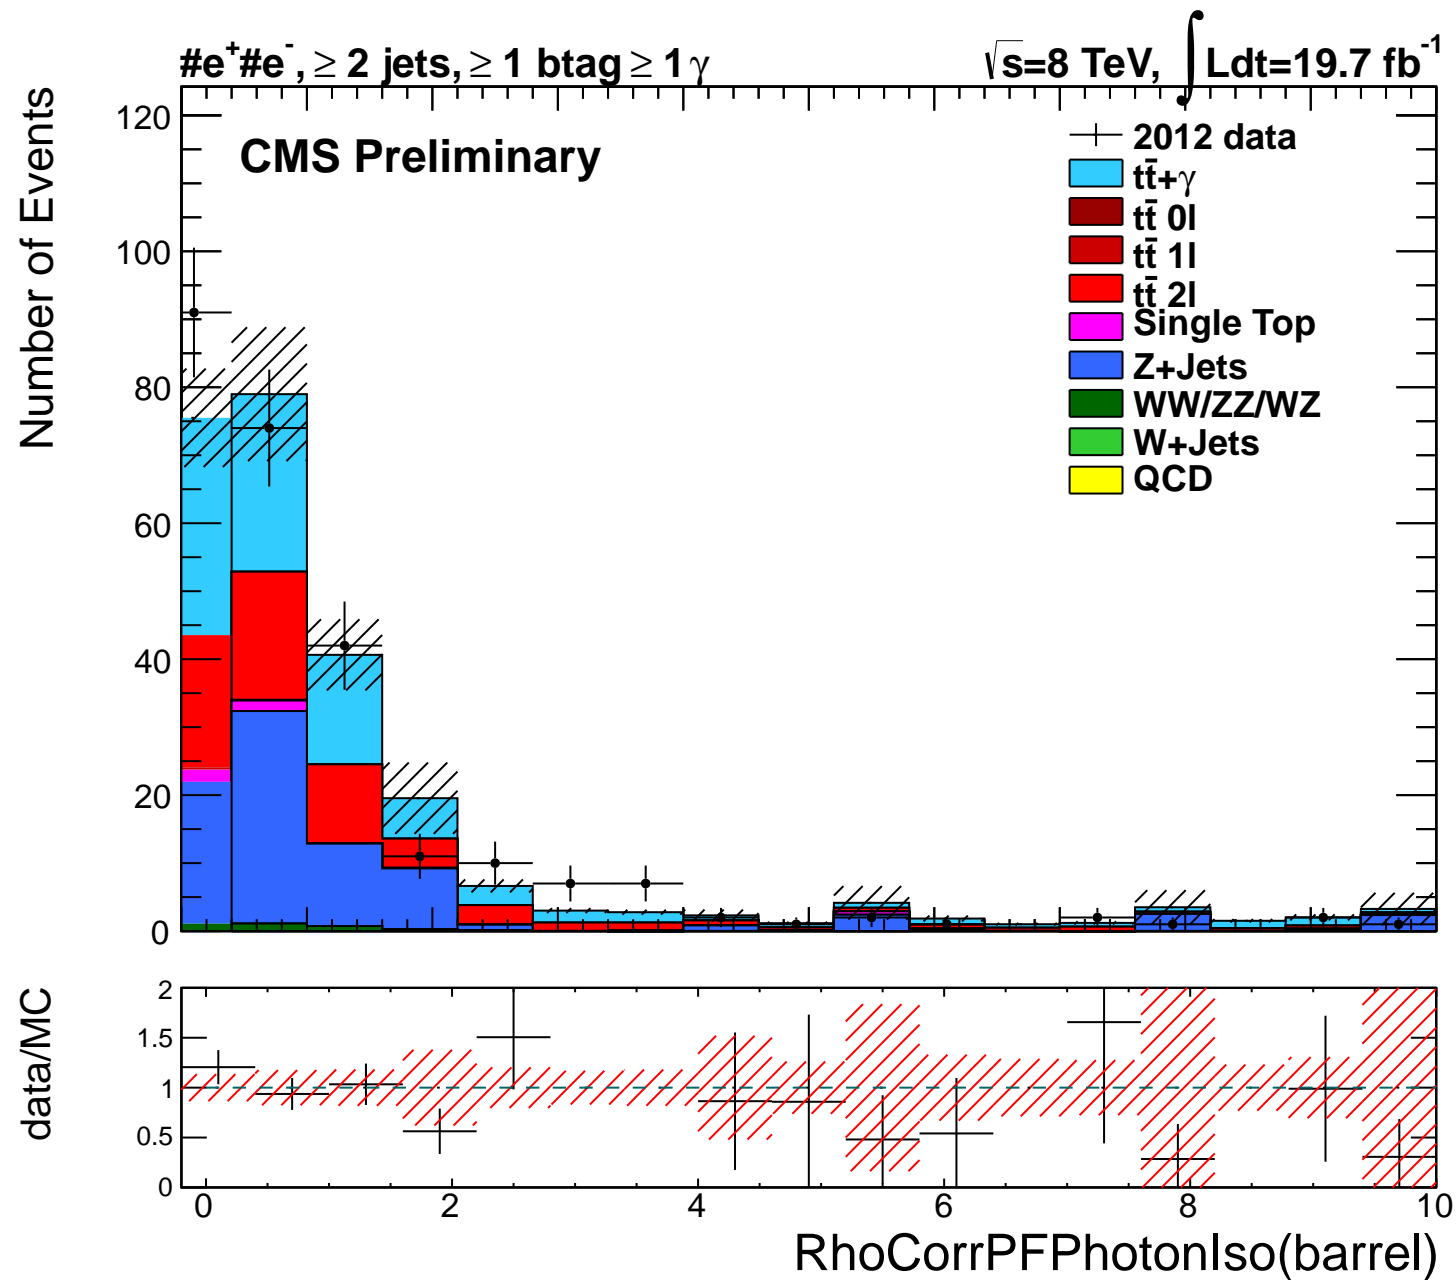 #e⁺#e⁻, ≥ 2 jets, ≥ 1 btag ≥ 1γ
√s=8 TeV, ∫Ldt=19.7 fb⁻¹
CMS Preliminary
2012 data
tt̄+γ
tt̄ 0l
tt̄ 1l
tt̄ 2l
Single Top
Z+Jets
WW/ZZ/WZ
W+Jets
QCD
Number of Events
120
100
80
60
40
20
0
data/MC
2
1.5
1
0.5
0
0 2 4 6 8 10
RhoCorrPFPhotonIso(barrel)